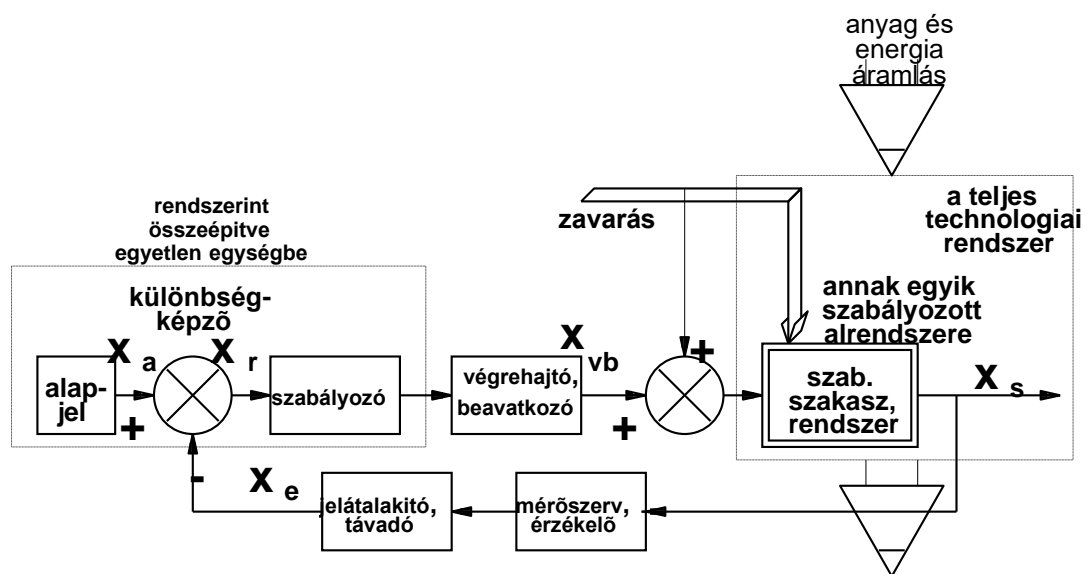 anyag és
energia
áramlás
a teljes
technologiai
rendszer
zavarás
rendszerint
összeépitve
egyetlen egységbe
annak egyik
szabályozott
alrendszere
különbség-
képzõ
x a
x r
x vb
+
alap-
jel
+
szabályozó
végrehajtó,
beavatkozó
+
szab.
szakasz,
rendszer
x s
-
x e
jelátalakitó,
távadó
mérõszerv,
érzékelõ